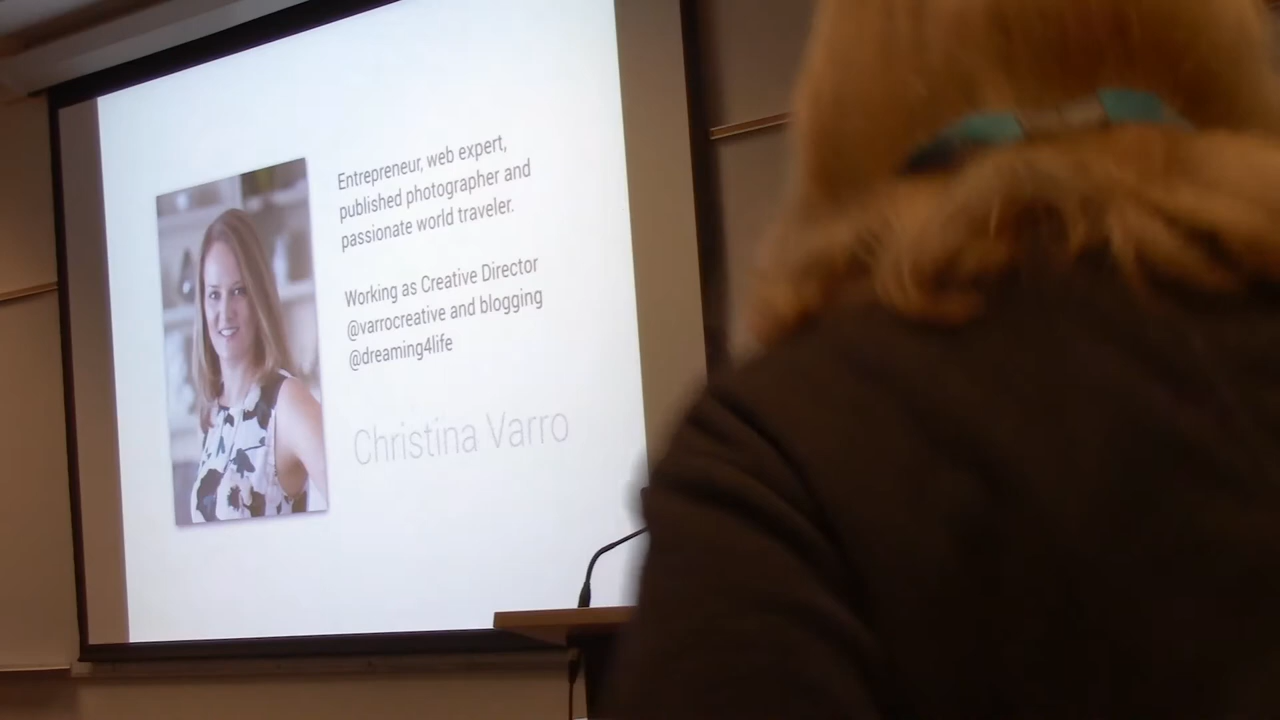 Entrepreneur, web expert,
published photographer and
passionate world traveler.
Working as Creative Director
@varrocreative and blogging
@dreaming4life
Christina Varro